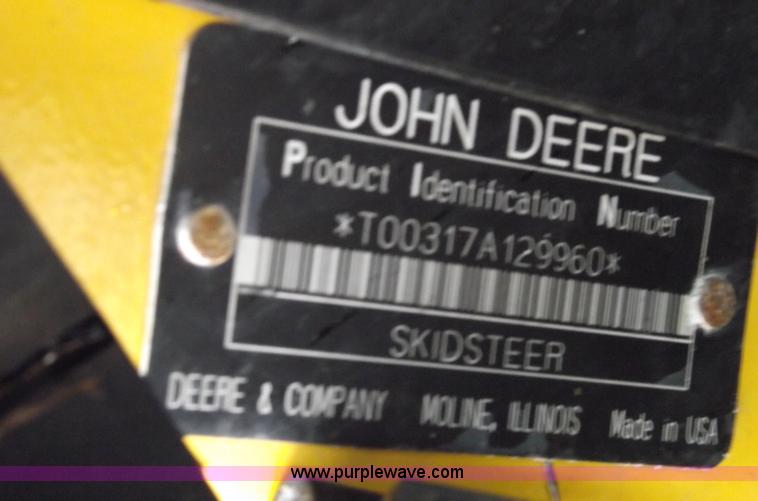 JOHN DEERE
Product Identification Number
*T00317A129960*
SKIDSTEER
DEERE & COMPANY MOLINE, ILLINOIS Made in USA
www.purplewave.com